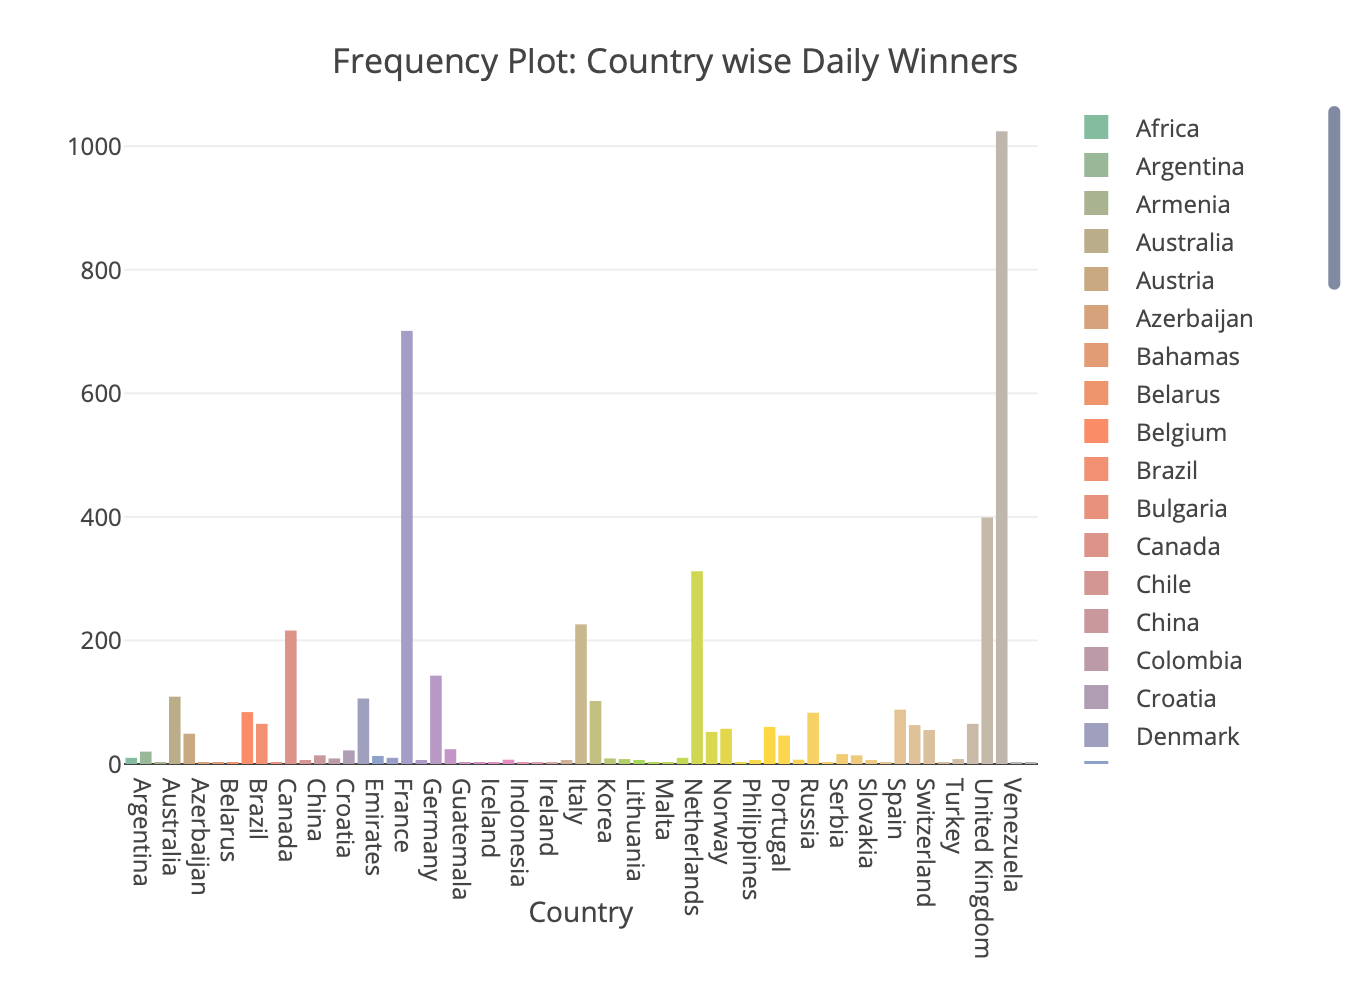 Frequency Plot: Country wise Daily Winners
1000
800
600
400
200
0
Argentina
Australia
Azerbaijan
Belarus
Brazil
Canada
China
Croatia
Emirates
France
Germany
Guatemala
Iceland
Indonesia
Ireland
Italy
Korea
Lithuania
Malta
Netherlands
Norway
Philippines
Portugal
Russia
Serbia
Slovakia
Spain
Switzerland
Turkey
United Kingdom
Venezuela
Country
Africa
Argentina
Armenia
Australia
Austria
Azerbaijan
Bahamas
Belarus
Belgium
Brazil
Bulgaria
Canada
Chile
China
Colombia
Croatia
Denmark